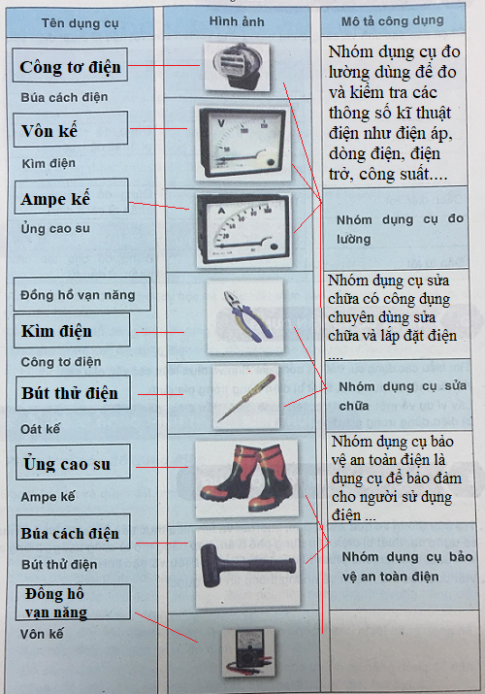 Tên dụng cụ
Hình ảnh
Mô tả công dụng
Công tơ điện
Búa cách điện
Vôn kế
Kìm điện
Ampe kế
Ủng cao su
Đồng hồ vạn năng
Kìm điện
Công tơ điện
Bút thử điện
Oát kế
Ủng cao su
Ampe kế
Búa cách điện
Bút thử điện
Đồng hồ
vạn năng
Vôn kế
V
A
Nhóm dụng cụ đo
lường dùng để đo
và kiểm tra các
thông số kĩ thuật
điện như điện áp,
dòng điện, điện
trở, công suất....
Nhóm dụng cụ đo
lường
Nhóm dụng cụ sửa
chữa có công dụng
chuyên dùng sửa
chữa và lắp đặt điện
....
Nhóm dụng cụ sửa
chữa
Nhóm dụng cụ bảo
vệ an toàn điện là
dụng cụ để bảo đảm
cho người sử dụng
điện ...
Nhóm dụng cụ bảo
vệ an toàn điện